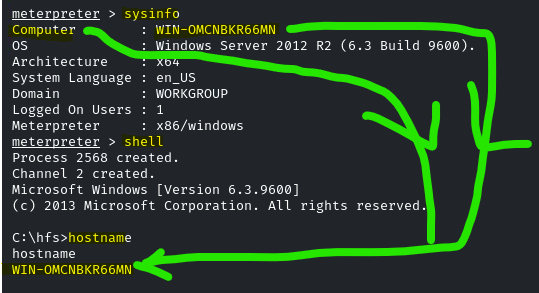 meterpreter > sysinfo
Computer : WIN-OMCNBKR66MN
OS : Windows Server 2012 R2 (6.3 Build 9600).
Architecture : x64
System Language : en_US
Domain : WORKGROUP
Logged On Users : 1
Meterpreter : x86/windows
meterpreter > shell
Process 2568 created.
Channel 2 created.
Microsoft Windows [Version 6.3.9600]
(c) 2013 Microsoft Corporation. All rights reserved.
C:\hfs>hostname
hostname
WIN-OMCNBKR66MN